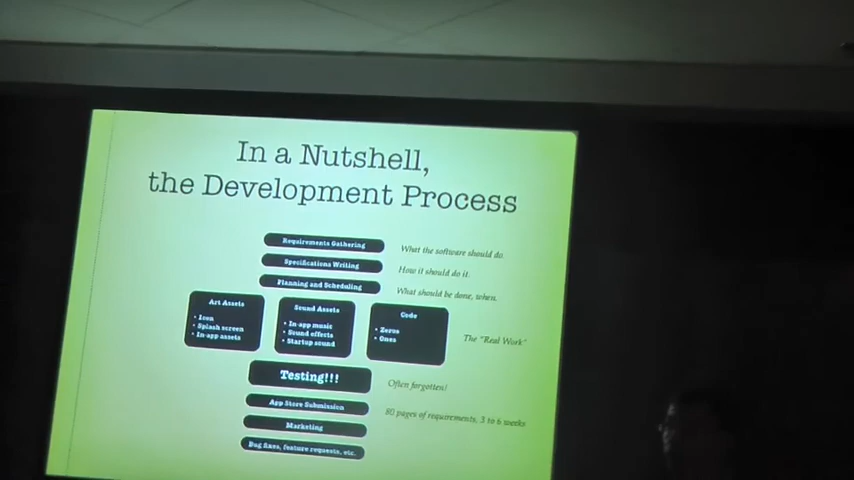 In a Nutshell,
the Development Process
Requirements Gathering
What the software should do.
Specifications Writing
How it should do it.
Planning and Scheduling
What should be done, when.
Art Assets
• Icon
• Splash screen
• In-app assets
Sound Assets
• In-app music
• Sound effects
• Startup sound
Code
• Zeros
• Ones
The "Real Work"
Testing!!!
Often forgotten!
App Store Submission
80 pages of requirements, 3 to 6 weeks
Marketing
Bug fixes, feature requests, etc.